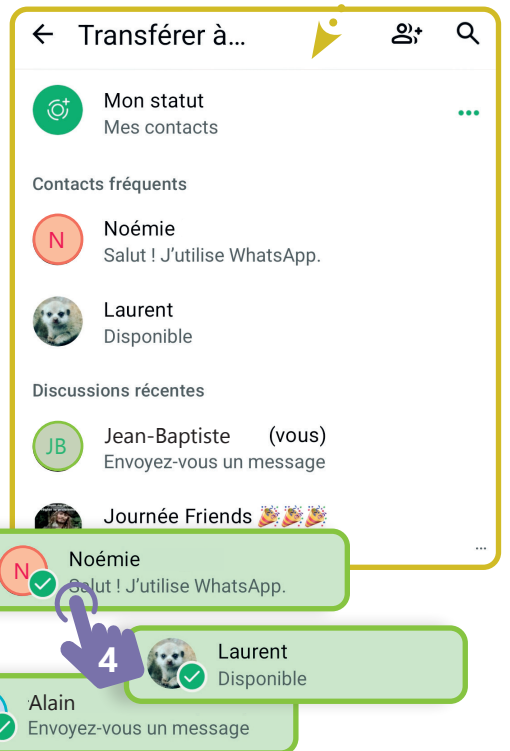 Transférer à...
Mon statut
Mes contacts
Contacts fréquents
N
Noémie
Salut ! J'utilise WhatsApp.
Laurent
Disponible
Discussions récentes
JB
Jean-Baptiste (vous)
Envoyez-vous un message
Journée Friends 🎉🎉🎉
...
N
Noémie
Salut ! J'utilise WhatsApp.
4
Laurent
Disponible
Alain
Envoyez-vous un message